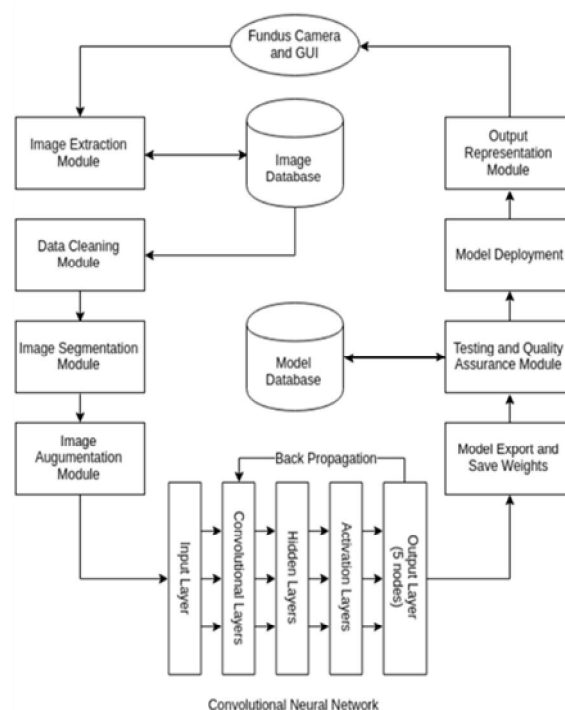 Fundus Camera
and GUI
Image Extraction
Module
Image
Database
Output
Representation
Module
Data Cleaning
Module
Model Deployment
Image Segmentation
Module
Model
Database
Testing and Quality
Assurance Module
Image
Augumentation
Module
Back Propagation
Model Export and
Save Weights
Input Layer
Convolutional Layers
Hidden Layers
Activation Layers
Output Layer
(5 nodes)
Convolutional Neural Network